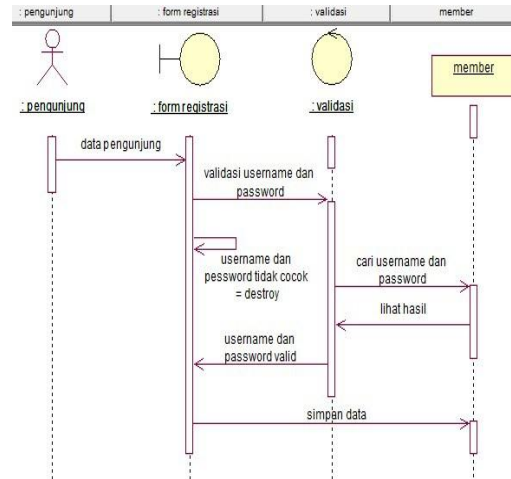 : pengunjung
: form registrasi
: validasi
member
: pengunjung
: form registrasi
: validasi
member
data pengunjung
validasi username dan
password
username dan
pessword tidak cocok
= destroy
cari username dan
password
lihat hasil
username dan
password valid
simpan data